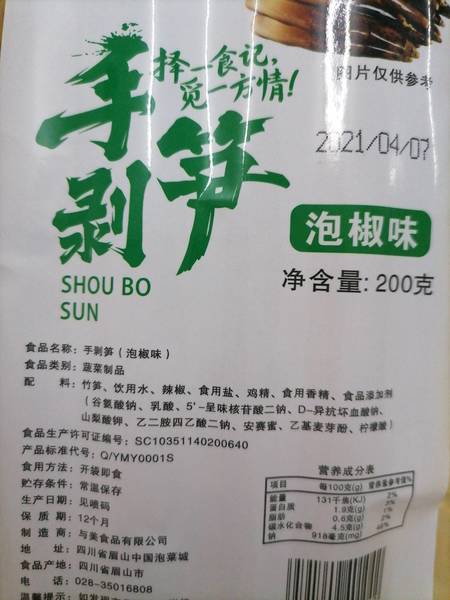 择一食记,
觅一方情!
手剥笋
图片仅供参考
2021/04/07
泡椒味
净含量: 200克
SHOU BO
SUN
食品名称: 手剥笋 (泡椒味)
食品类别: 蔬菜制品
配 料: 竹笋、饮用水、辣椒、食用盐、鸡精、食用香精、食品添加剂
(谷氨酸钠、乳酸、5'-呈味核苷酸二钠、D-异抗坏血酸钠、
山梨酸钾、乙二胺四乙酸二钠、安赛蜜、乙基麦芽酚、柠檬酸)
食品生产许可证编号: SC10351140200640
产品标准代号: Q/YMY0001S
食用方法: 开袋即食
贮存条件: 常温保存
生产日期: 见喷码
保 质 期: 12个月
制 造 商: 与美食品有限公司
地 址: 四川省眉山中国泡菜城
食品产地: 四川省眉山市
电 话: 028-35016808
温馨提示: 如发现
营养成分表
项目 每100克(g) 营养素参考值%
能量 131千焦(KJ) 2%
蛋白质 1.9克(g) 3%
脂肪 0.6克(g) 1%
碳水化合物 4.5克(g) 2%
钠 918毫克(mg) 46%